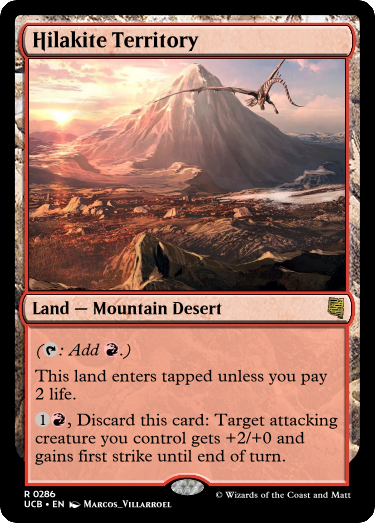 Hilakite Territory
Land — Mountain Desert
(T: Add R.)
This land enters tapped unless you pay
2 life.
1R, Discard this card: Target attacking
creature you control gets +2/+0 and
gains first strike until end of turn.
R 0286
UCB • EN Marcos_Villarroel
© Wizards of the Coast and Matt